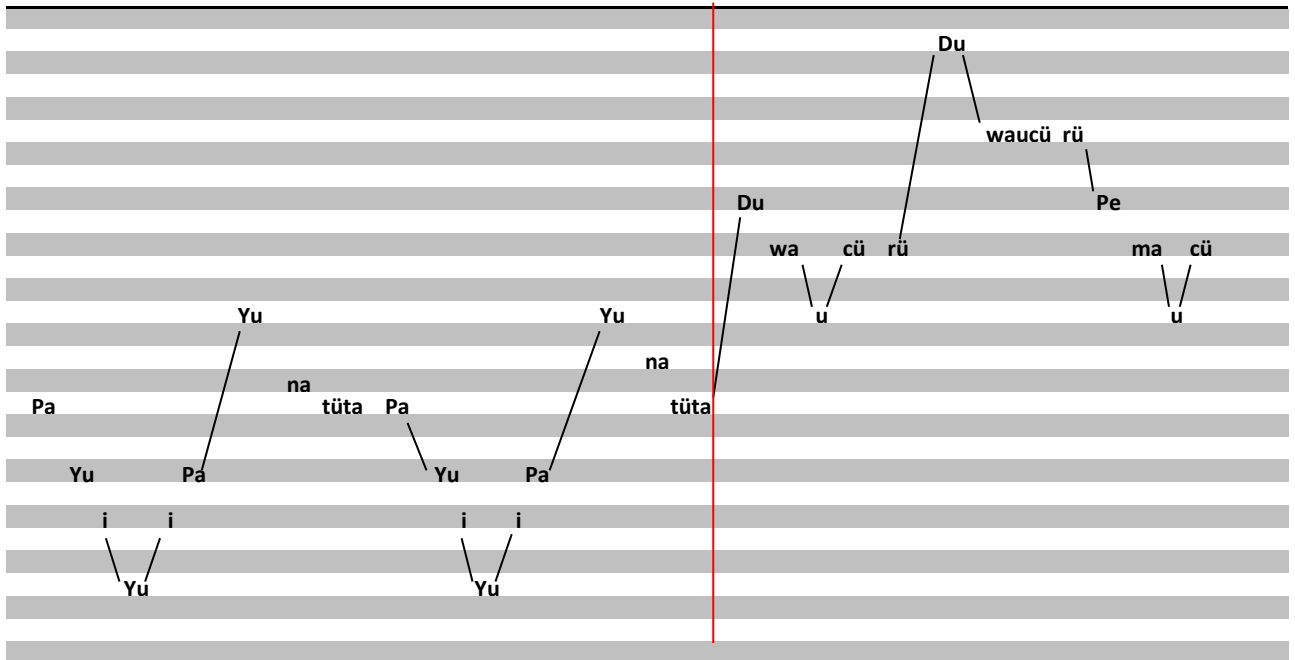 Du
waucü rü
Du Pe
wa cü rü ma cü
Yu Yu u u
na
na
Pa tüta Pa tüta
Yu Pa Yu Pa
i i i i
Yu Yu